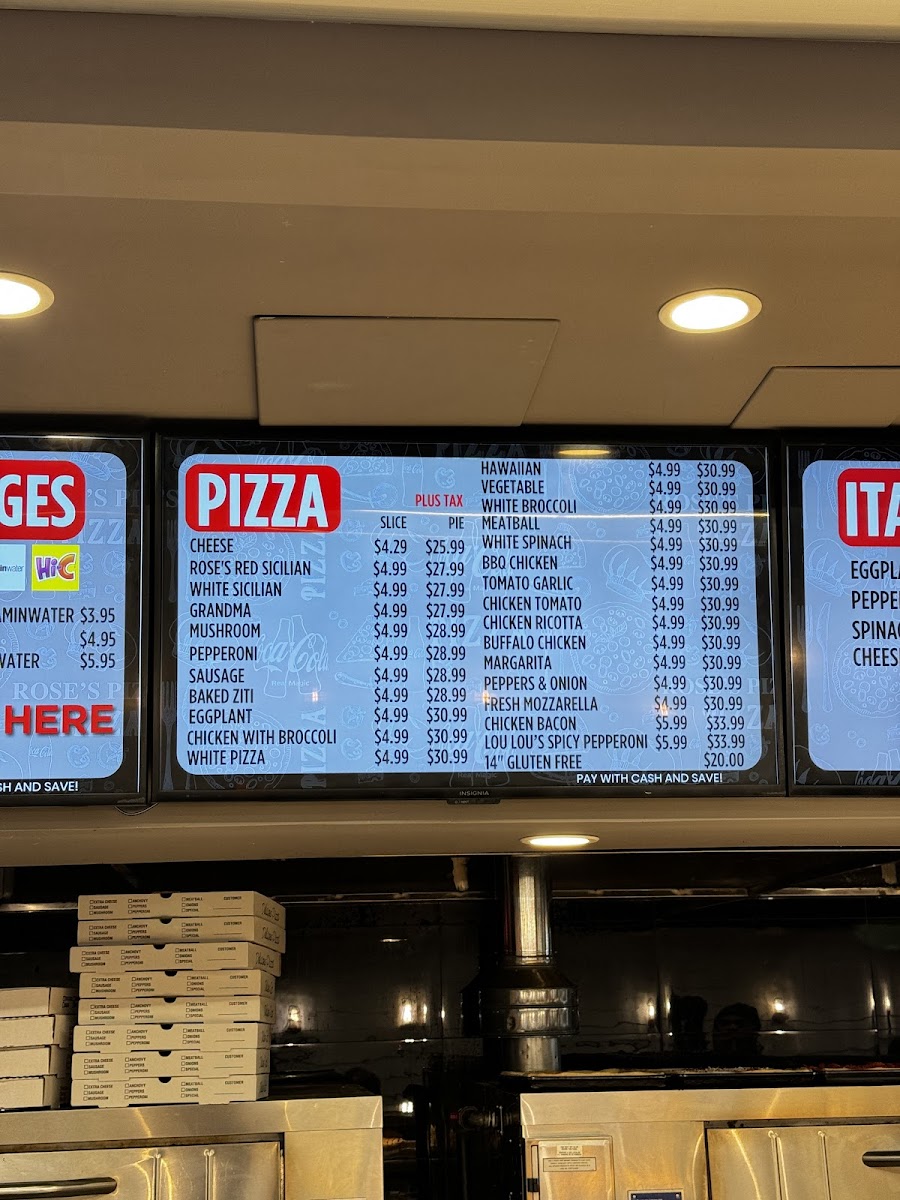 GES
Hi-C
AMINWATER $3.95
$4.95
WATER $5.95
ROSE'S PI
HERE
SH AND SAVE!
PIZZA
PLUS TAX
SLICE PIE
CHEESE $4.29 $25.99
ROSE'S RED SICILIAN $4.99 $27.99
WHITE SICILIAN $4.99 $27.99
GRANDMA $4.99 $27.99
MUSHROOM $4.99 $28.99
PEPPERONI $4.99 $28.99
SAUSAGE $4.99 $28.99
BAKED ZITI $4.99 $28.99
EGGPLANT $4.99 $30.99
CHICKEN WITH BROCCOLI $4.99 $30.99
WHITE PIZZA $4.99 $30.99
HAWAIIAN $4.99 $30.99
VEGETABLE $4.99 $30.99
WHITE BROCCOLI $4.99 $30.99
MEATBALL $4.99 $30.99
WHITE SPINACH $4.99 $30.99
BBQ CHICKEN $4.99 $30.99
TOMATO GARLIC $4.99 $30.99
CHICKEN TOMATO $4.99 $30.99
CHICKEN RICOTTA $4.99 $30.99
BUFFALO CHICKEN $4.99 $30.99
MARGARITA $4.99 $30.99
PEPPERS & ONION $4.99 $30.99
FRESH MOZZARELLA $4.99 $30.99
CHICKEN BACON $5.99 $33.99
LOU LOU'S SPICY PEPPERONI $5.99 $33.99
14" GLUTEN FREE $20.00
PAY WITH CASH AND SAVE!
INSIGNIA
ITA
EGGPLA
PEPPE
SPINAC
CHEES